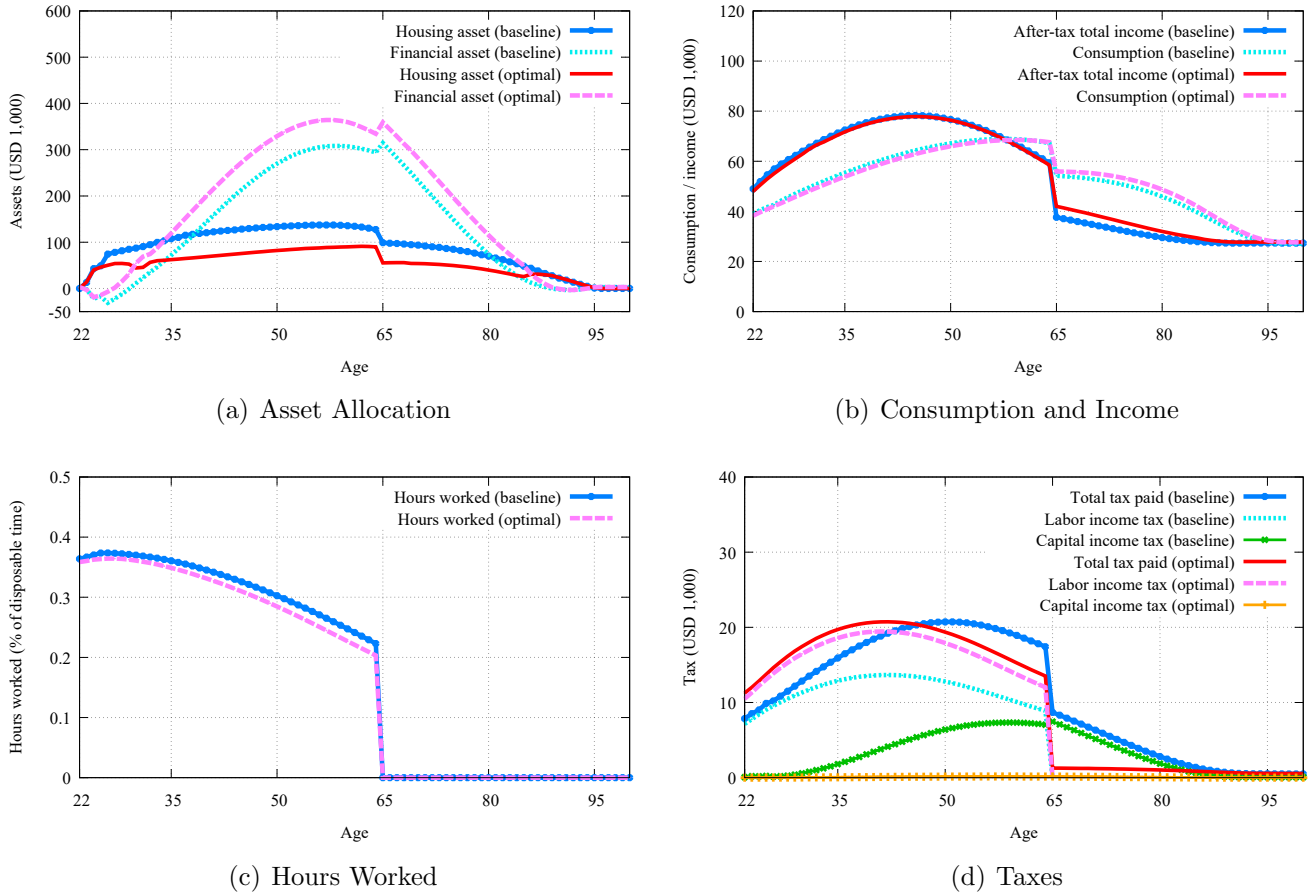 600
500
400
300
200
100
0
-50
Assets (USD 1,000)
Housing asset (baseline)
Financial asset (baseline)
Housing asset (optimal)
Financial asset (optimal)
22 35 50 65 80 95
Age
(a) Asset Allocation
120
100
80
60
40
20
0
Consumption / income (USD 1,000)
After-tax total income (baseline)
Consumption (baseline)
After-tax total income (optimal)
Consumption (optimal)
22 35 50 65 80 95
Age
(b) Consumption and Income
0.5
0.4
0.3
0.2
0.1
0
Hours worked (% of disposable time)
Hours worked (baseline)
Hours worked (optimal)
22 35 50 65 80 95
Age
(c) Hours Worked
40
30
20
10
0
Tax (USD 1,000)
Total tax paid (baseline)
Labor income tax (baseline)
Capital income tax (baseline)
Total tax paid (optimal)
Labor income tax (optimal)
Capital income tax (optimal)
22 35 50 65 80 95
Age
(d) Taxes